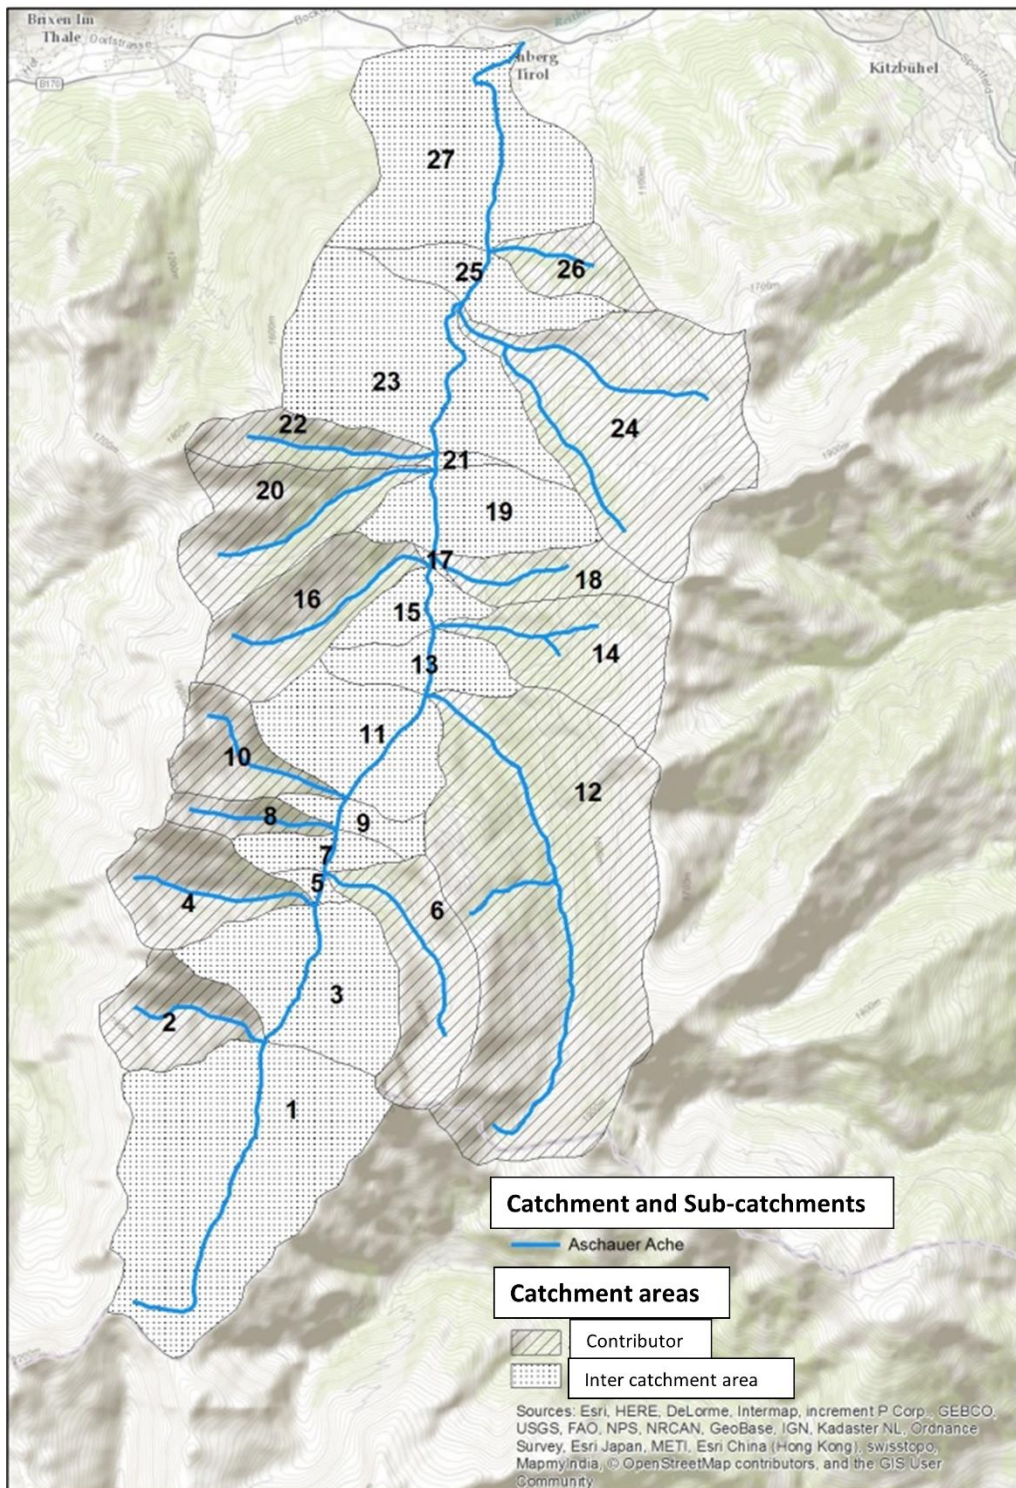 Brixen Im
Thale
Dorfstrasse
B170
nberg
Tirol
Kitzbühel
27
25
26
23
24
22
21
20
19
17
18
16
15
14
13
11
10
12
8
9
7
5
4
6
3
2
1
Catchment and Sub-catchments
Aschauer Ache
Catchment areas
Contributor
Inter catchment area
Sources: Esri, HERE, DeLorme, Intermap, increment P Corp., GEBCO,
USGS, FAO, NPS, NRCAN, GeoBase, IGN, Kadaster NL, Ordnance
Survey, Esri Japan, METI, Esri China (Hong Kong), swisstopo,
MapmyIndia, © OpenStreetMap contributors, and the GIS User
Community